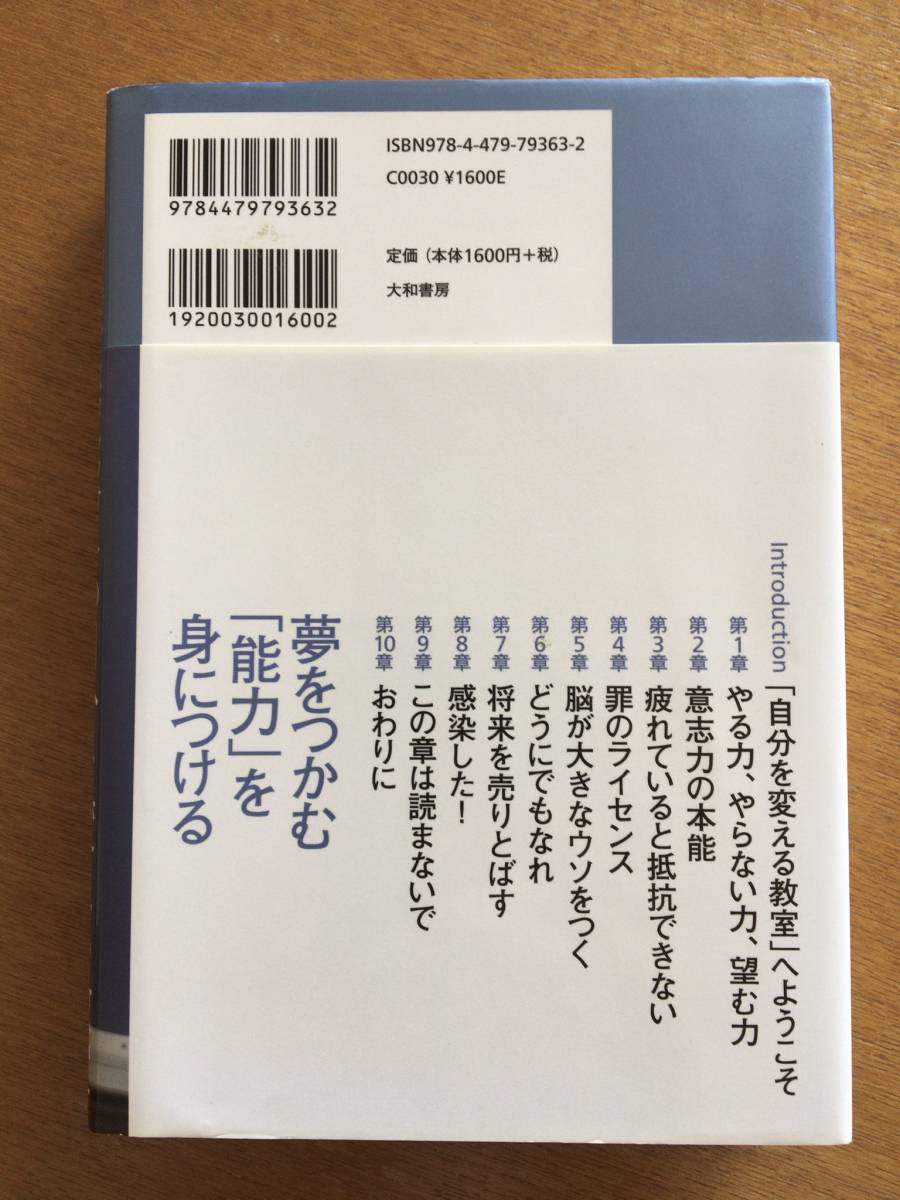 ISBN978-4-479-79363-2
C0030 ¥1600E
9784479793632
定価(本体1600円+税)
大和書房
1920030016002
Introduction 「自分を変える教室」へようこそ
第1章 やる力、やらない力、望む力
第2章 意志力の本能
第3章 疲れていると抵抗できない
第4章 罪のライセンス
第5章 脳が大きなウソをつく
第6章 どうにでもなれ
第7章 将来を売りとばす
第8章 感染した!
第9章 この章は読まないで
第10章 おわりに
夢をつかむ
「能力」を
身につける